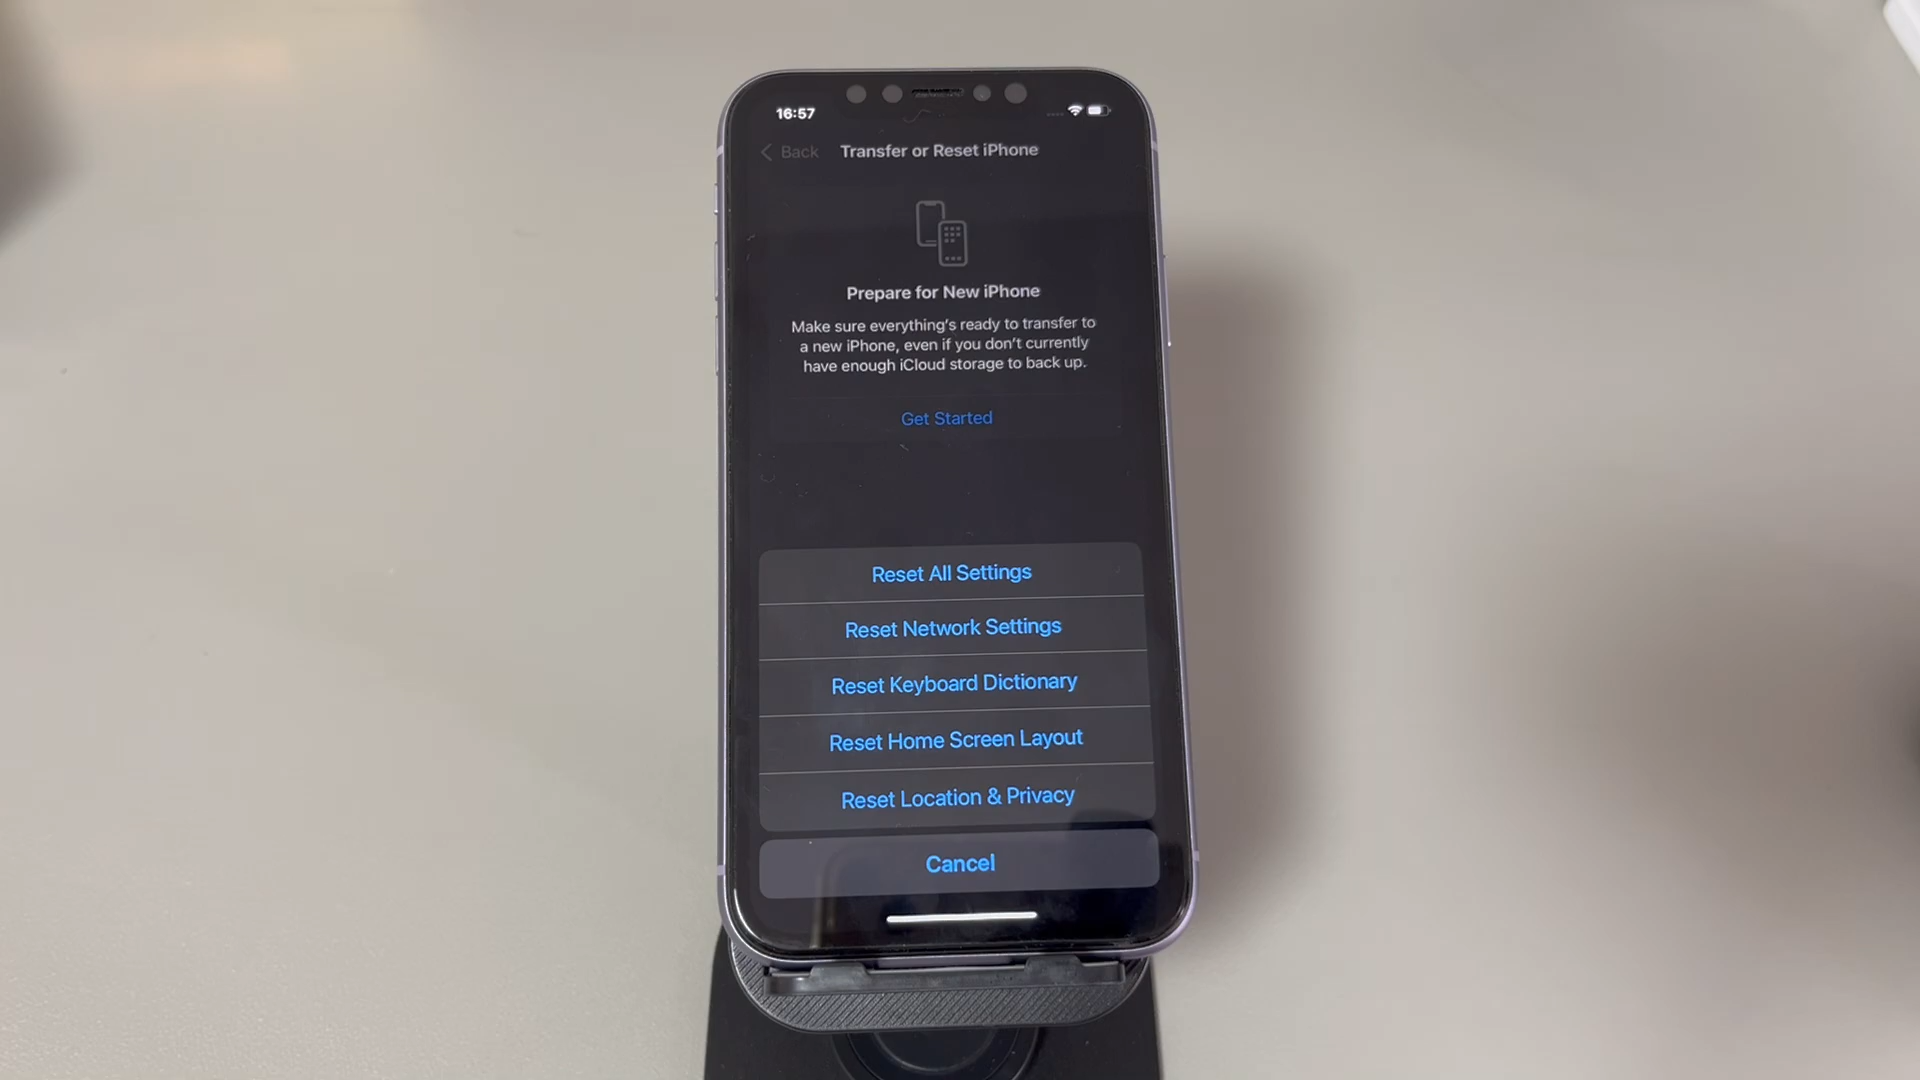 16:57
Back
Transfer or Reset iPhone
Prepare for New iPhone
Make sure everything's ready to transfer to
a new iPhone, even if you don't currently
have enough iCloud storage to back up.
Get Started
Reset All Settings
Reset Network Settings
Reset Keyboard Dictionary
Reset Home Screen Layout
Reset Location & Privacy
Cancel